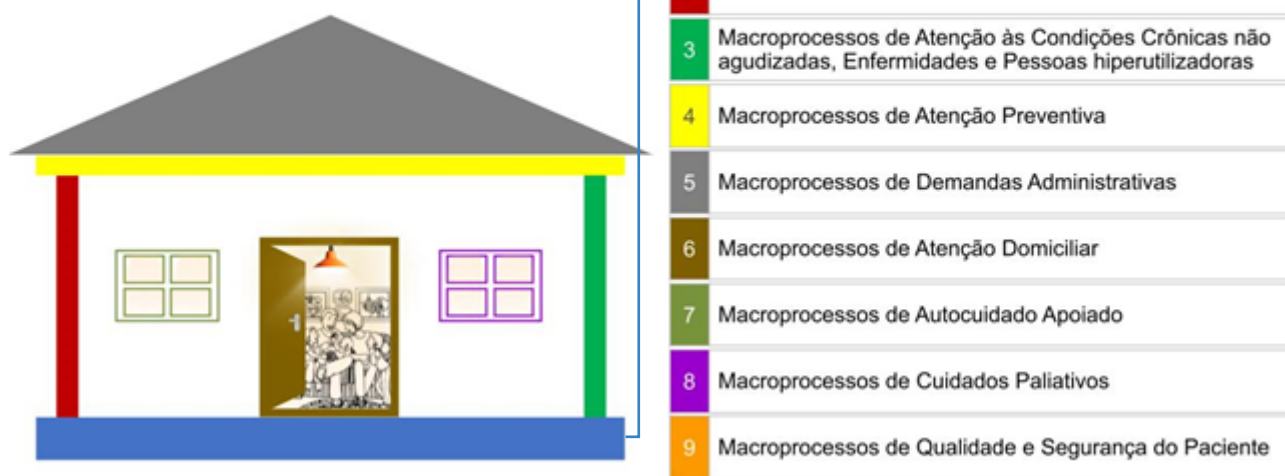 3 Macroprocessos de Atenção às Condições Crônicas não
agudizadas, Enfermidades e Pessoas hiperutilizadoras
4 Macroprocessos de Atenção Preventiva
5 Macroprocessos de Demandas Administrativas
6 Macroprocessos de Atenção Domiciliar
7 Macroprocessos de Autocuidado Apoiado
8 Macroprocessos de Cuidados Paliativos
9 Macroprocessos de Qualidade e Segurança do Paciente